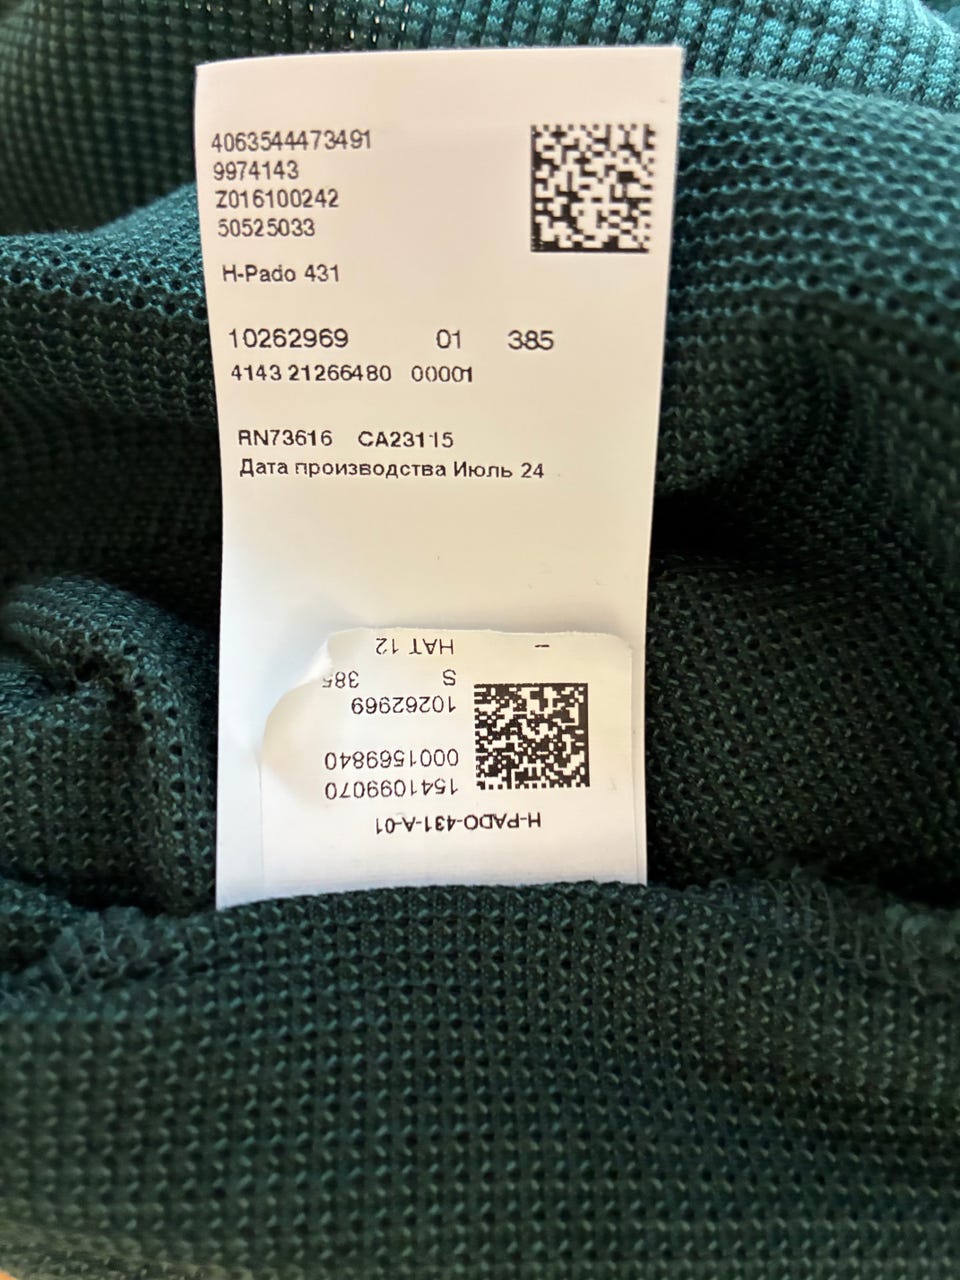 4063544473491
9974143
Z016100242
50525033
H-Pado 431
10262969 01 385
4143 21266480 00001
RN73616 CA23115
Дата производства Июль 24
H-PADO-431-A-01
1541099070
0001569840
10262969
S 385
HAT 12
-